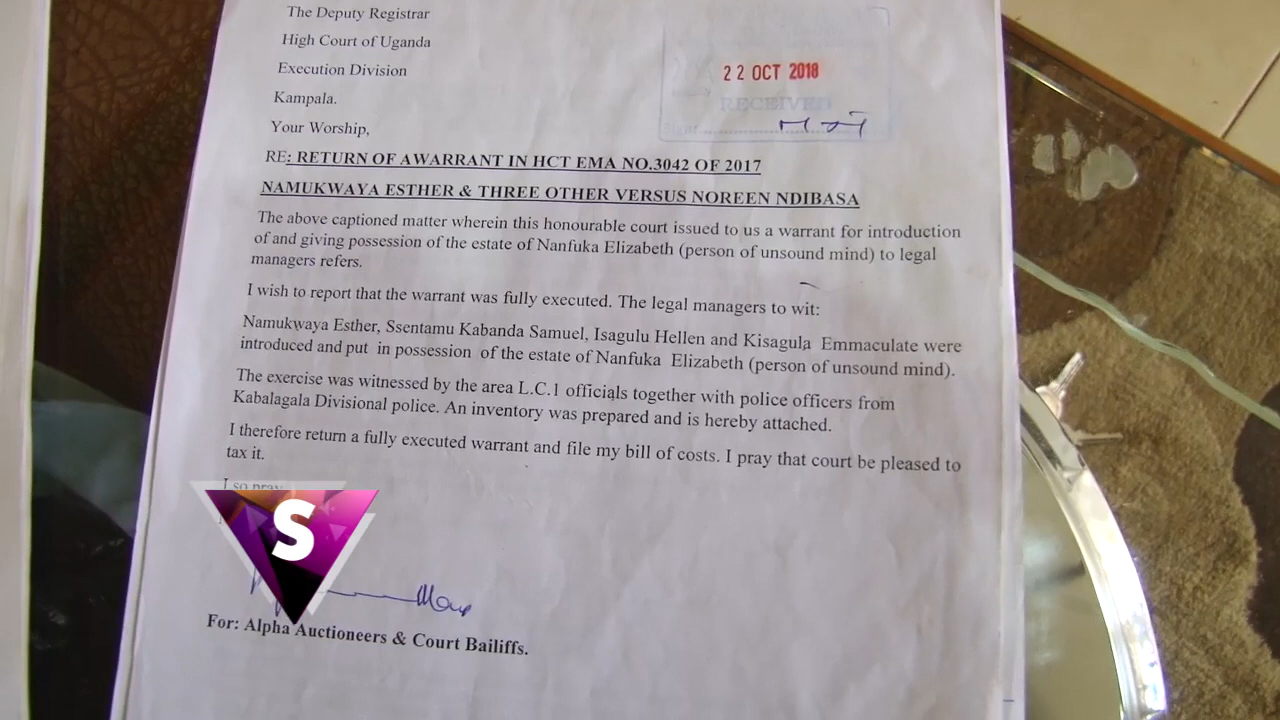 The Deputy Registrar
High Court of Uganda
Execution Division
Kampala.
22 OCT 2018
RECEIVED
Your Worship,
RE: RETURN OF AWARRANT IN HCT EMA NO.3042 OF 2017
NAMUKWAYA ESTHER & THREE OTHER VERSUS NOREEN NDIBASA
The above captioned matter wherein this honourable court issued to us a warrant for introduction
of and giving possession of the estate of Nanfuka Elizabeth (person of unsound mind) to legal
managers refers.
I wish to report that the warrant was fully executed. The legal managers to wit:
Namukwaya Esther, Ssentamu Kabanda Samuel, Isagulu Hellen and Kisagula Emmaculate were
introduced and put in possession of the estate of Nanfuka Elizabeth (person of unsound mind).
The exercise was witnessed by the area L.C.1 officials together with police officers from
Kabalagala Divisional police. An inventory was prepared and is hereby attached.
I therefore return a fully executed warrant and file my bill of costs. I pray that court be pleased to
tax it.
I so pray
S
For: Alpha Auctioneers & Court Bailiffs.